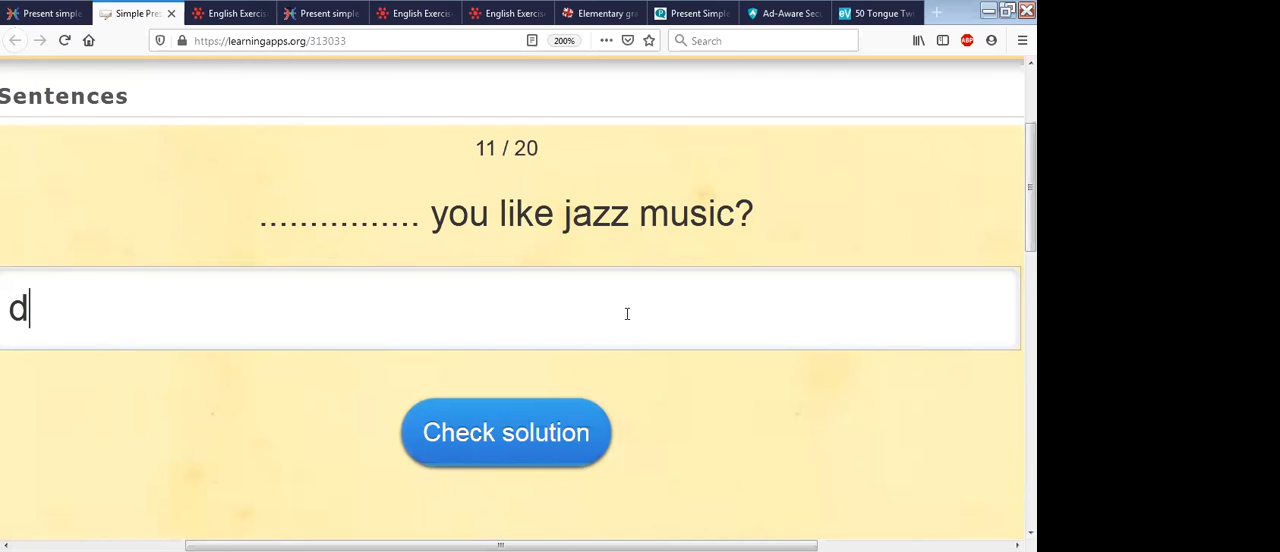 Present simple
Simple Pres
English Exercis
Present simple
English Exercis
English Exercis
Elementary gra
Present Simple
Ad-Aware Secu
50 Tongue Tw
https://learningapps.org/313033
200%
Search
ABP
Sentences
11 / 20
................ you like jazz music?
d
Check solution